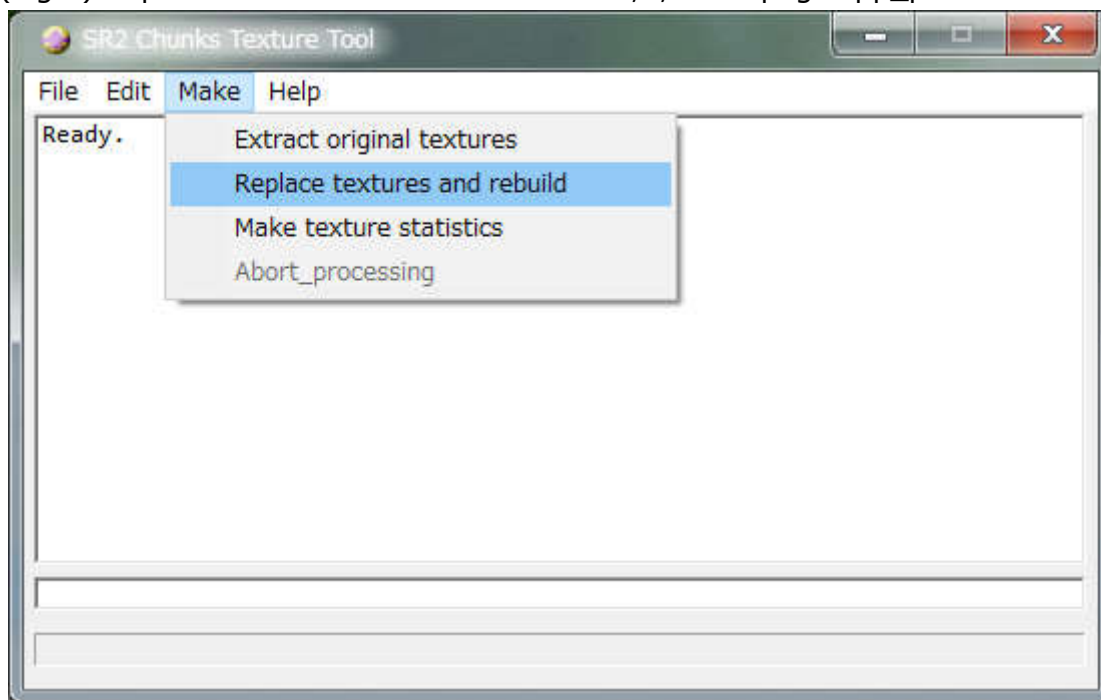 SR2 Chunks Texture Tool
File Edit Make Help
Ready.
Extract original textures
Replace textures and rebuild
Make texture statistics
Abort_processing